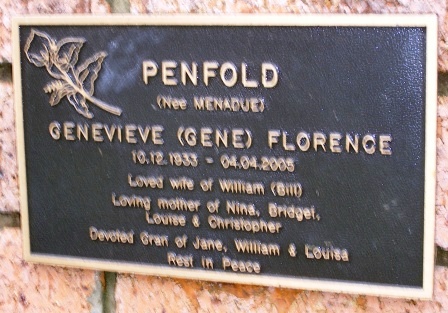 PENFOLD
(Nee MENADUE)
GENEVIEVE (GENE) FLORENCE
10.12.1933 - 04.04.2005
Loved wife of William (Bill)
Loving mother of Nina, Bridget,
Louise & Christopher
Devoted Gran of Jane, William & Louisa
Rest in Peace